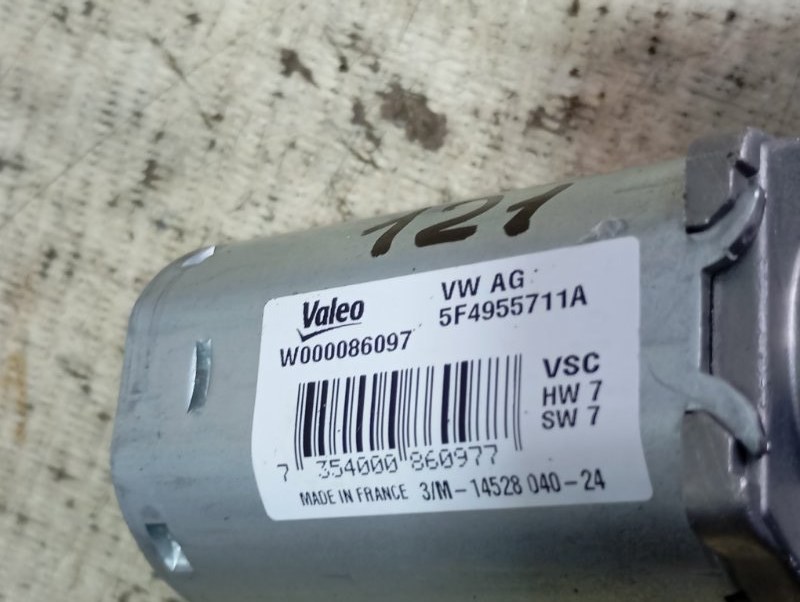 121
Valeo
VW AG
5F4955711A
W000086097
VSC
HW 7
SW 7
7 354000 860977
MADE IN FRANCE 3/M-14528 040-24